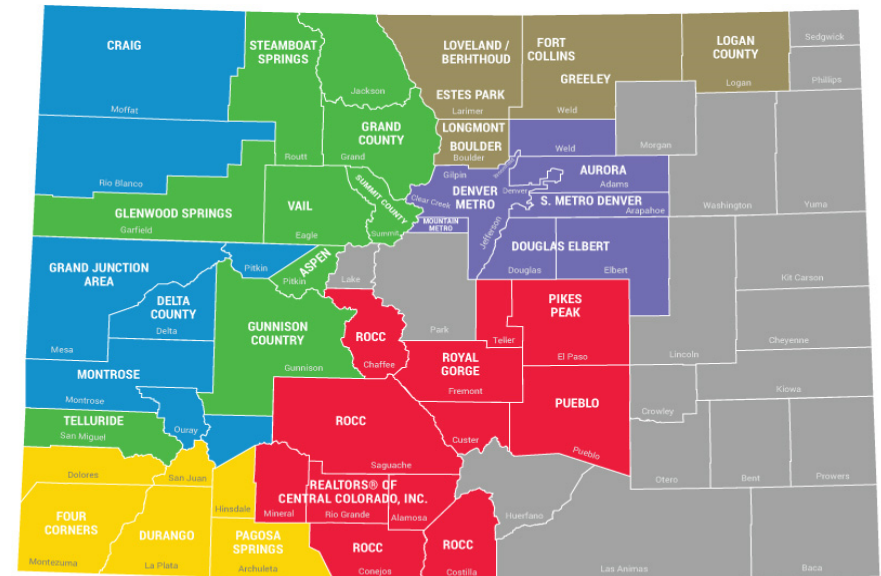 CRAIG
Moffat
STEAMBOAT
SPRINGS
Routt
Jackson
GRAND
COUNTY
Grand
LOVELAND /
BERHTHOUD
ESTES PARK
Larimer
FORT
COLLINS
GREELEY
Weld
LOGAN
COUNTY
Logan
Sedgwick
Phillips
LONGMONT
BOULDER
Boulder
Weld
Morgan
Washington
Yuma
Rio Blanco
GLENWOOD SPRINGS
Garfield
VAIL
Eagle
SUMMIT COUNTY
Summit
Gilpin
Clear Creek
DENVER
METRO
MOUNTAIN
METRO
Jefferson
Broomfield
Denver
AURORA
Adams
S. METRO DENVER
Arapahoe
DOUGLAS ELBERT
Douglas
Elbert
GRAND JUNCTION
AREA
Mesa
DELTA
COUNTY
Delta
Pitkin
ASPEN
Pitkin
Lake
Park
Kit Carson
GUNNISON
COUNTRY
Gunnison
ROCC
Chaffee
Teller
PIKES
PEAK
El Paso
Lincoln
Cheyenne
MONTROSE
Montrose
Ouray
ROYAL
GORGE
Fremont
Custer
PUEBLO
Pueblo
Crowley
Kiowa
TELLURIDE
San Miguel
ROCC
Saguache
Otero
Bent
Prowers
Dolores
San Juan
Hinsdale
REALTORS® OF
CENTRAL COLORADO, INC.
Mineral
Rio Grande
Alamosa
Huerfano
FOUR
CORNERS
Montezuma
DURANGO
La Plata
PAGOSA
SPRINGS
Archuleta
ROCC
Conejos
ROCC
Costilla
Las Animas
Baca